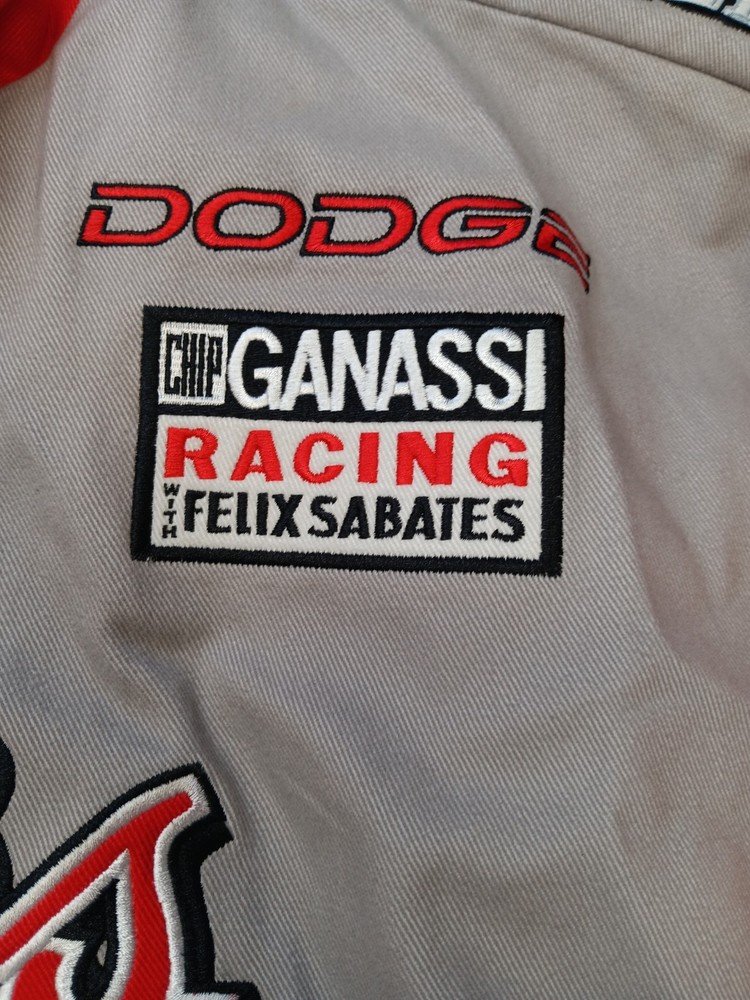 DODGE
CHIP GANASSI
RACING
WITH FELIX SABATES